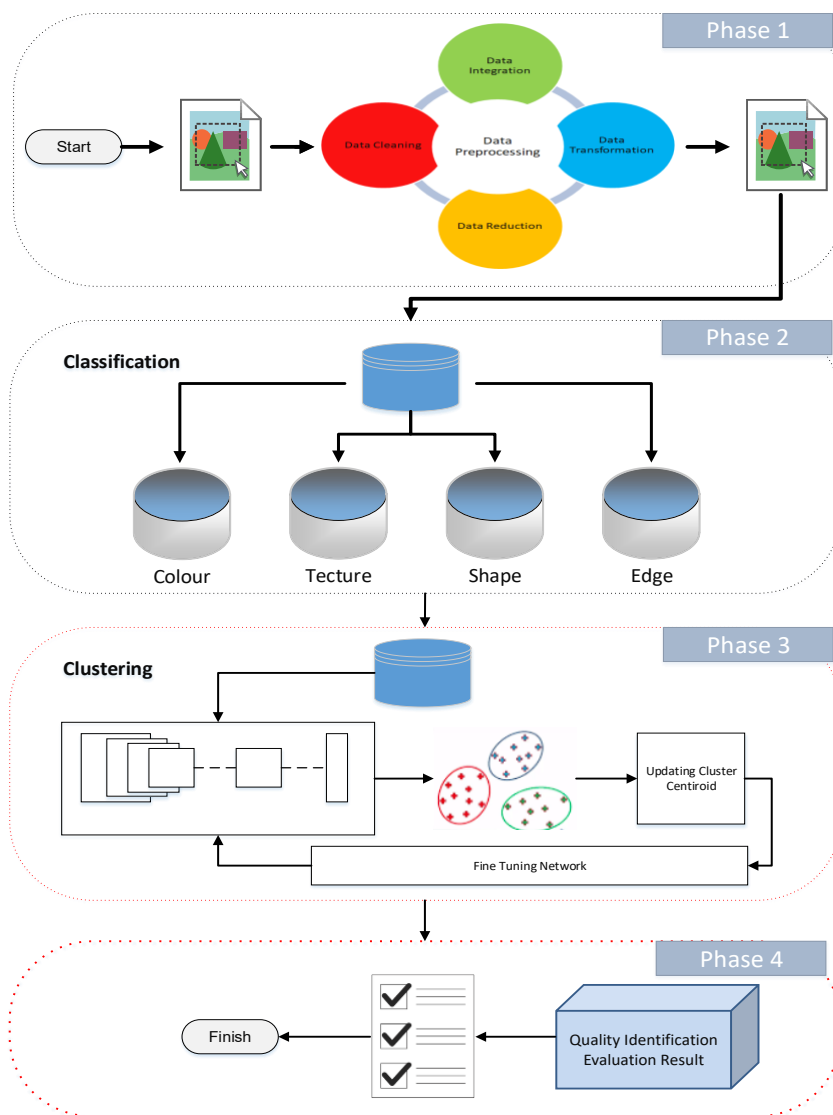 Phase 1
Data
Integration
Start
Data Cleaning
Data
Preprocessing
Data
Transformation
Data Reduction
Phase 2
Classification
Colour
Tecture
Shape
Edge
Phase 3
Clustering
Updating Cluster
Centiroid
Fine Tuning Network
Phase 4
Finish
Quality Identification
Evaluation Result